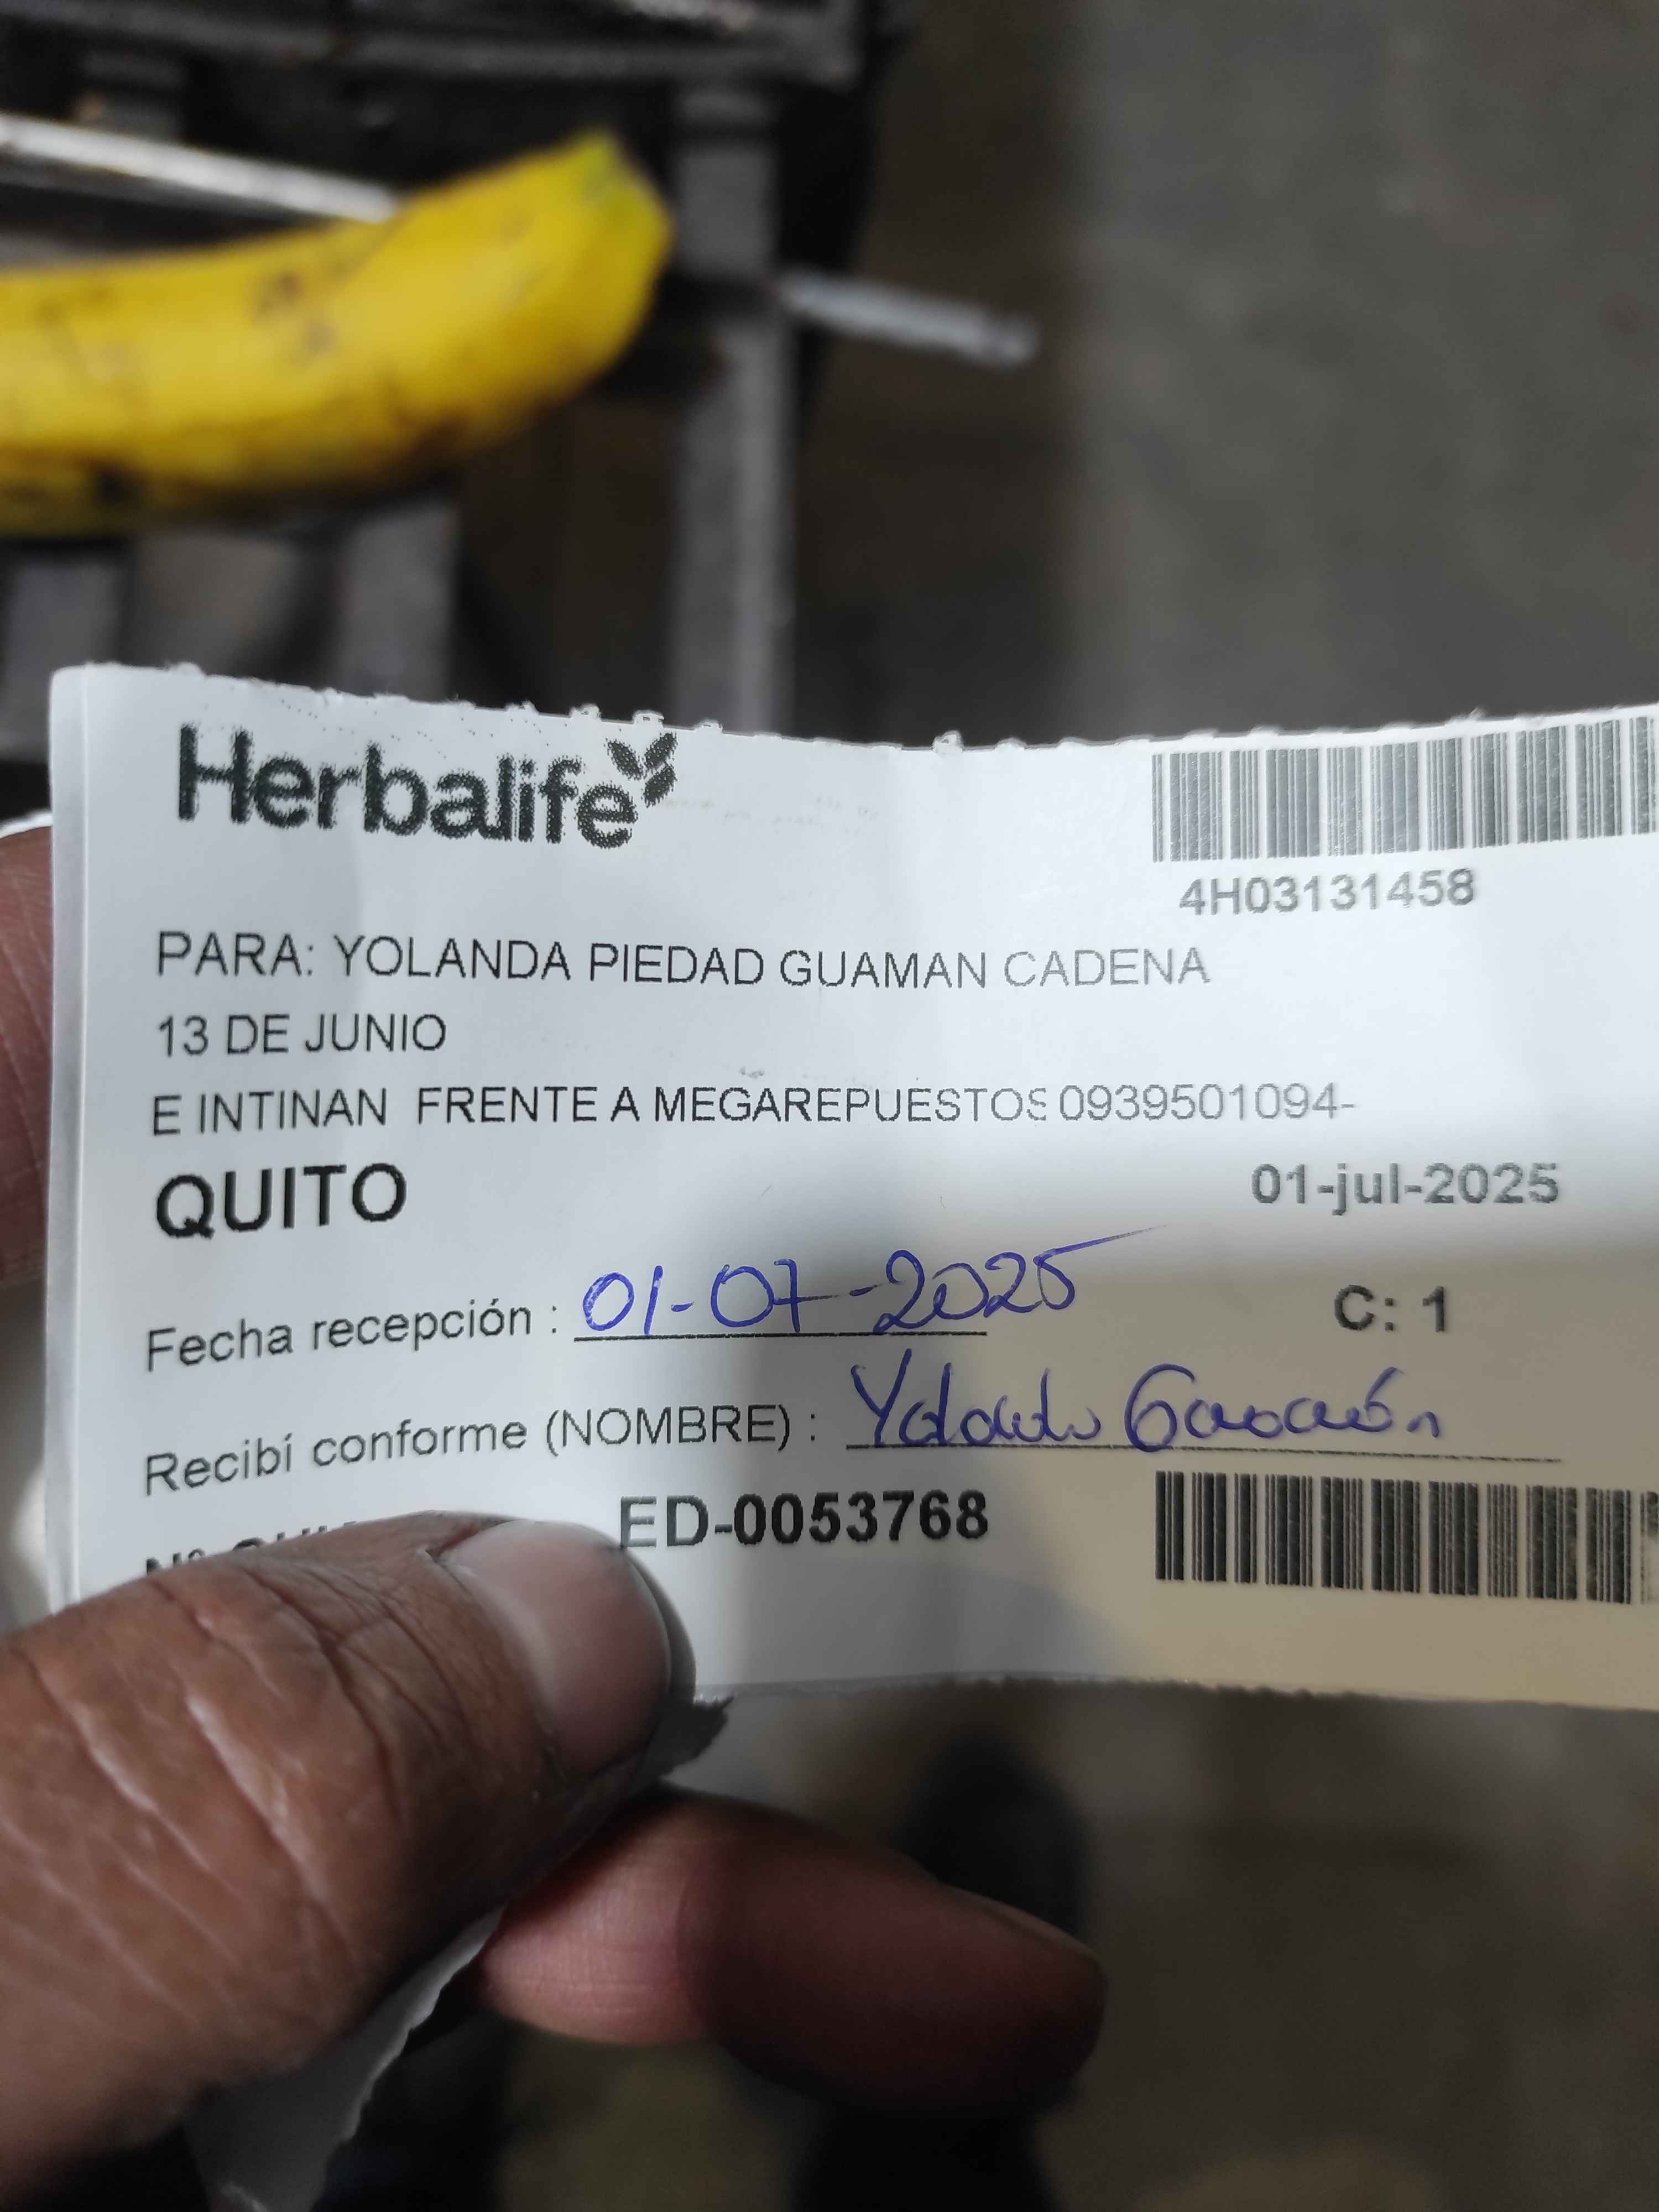 Herbalife
4H03131458
PARA: YOLANDA PIEDAD GUAMAN CADENA
13 DE JUNIO
E INTINAN FRENTE A MEGAREPUESTOS 0939501094-
QUITO 01-jul-2025
Fecha recepción : 01-07-2025
C: 1
Recibí conforme (NOMBRE) : Yolanda
ED-0053768